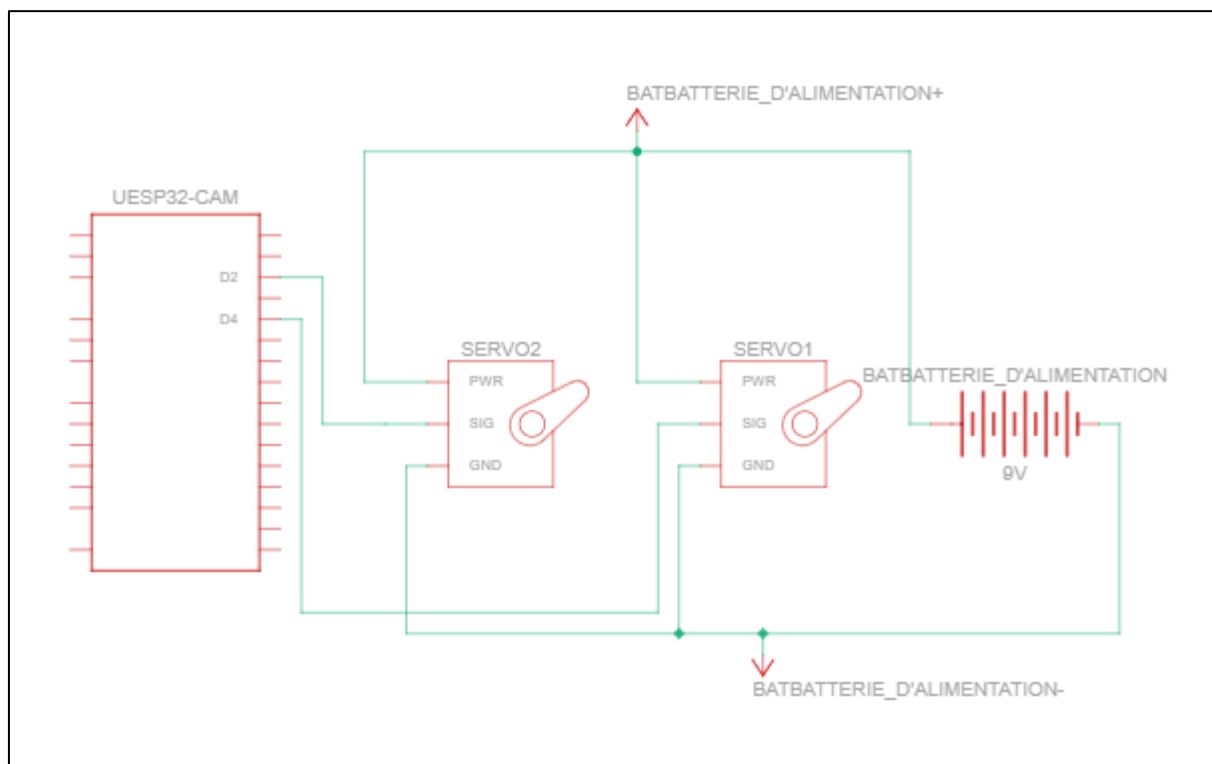 BATBATTERIE_D'ALIMENTATION+
UESP32-CAM
D2
D4
SERVO2
PWR
SIG
GND
SERVO1
PWR
SIG
GND
BATBATTERIE_D'ALIMENTATION
9V
BATBATTERIE_D'ALIMENTATION-